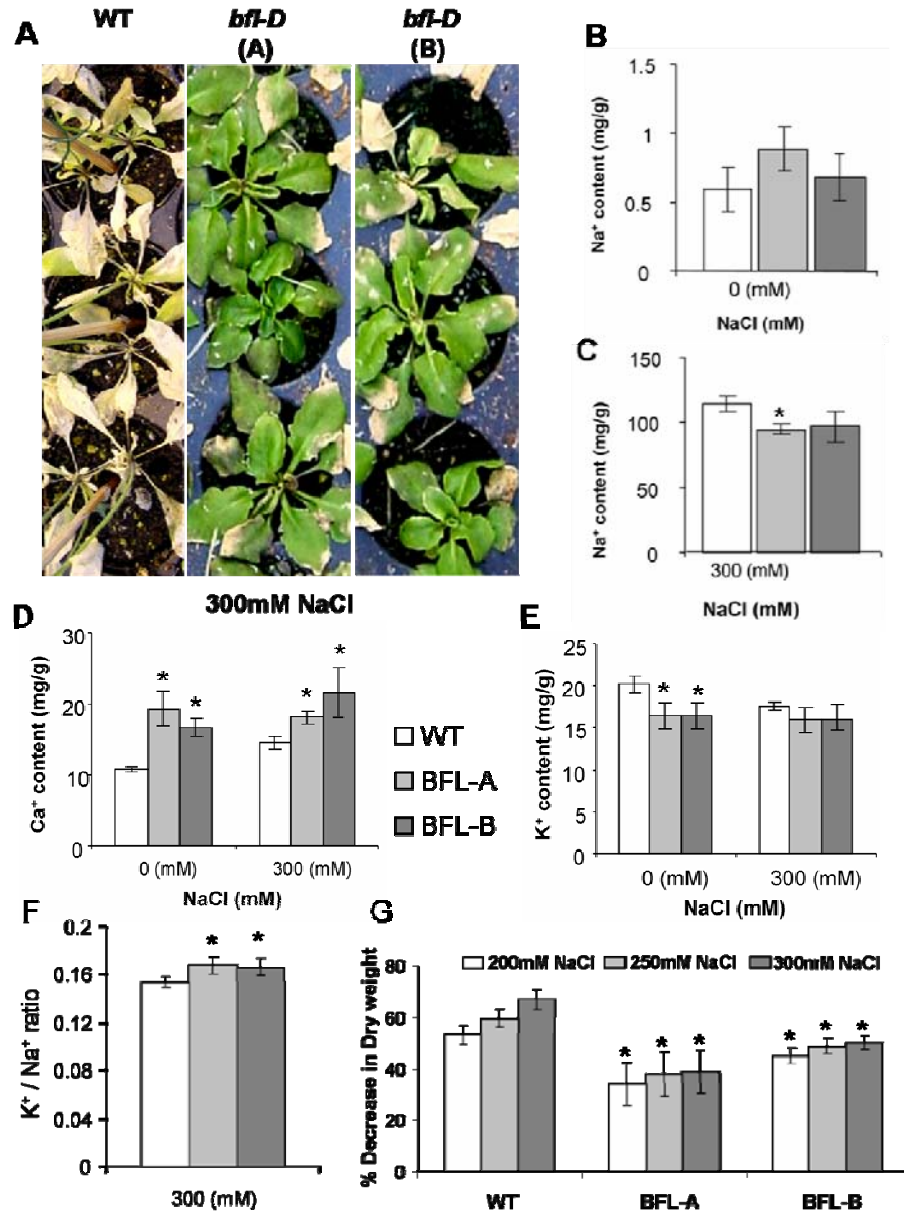 A
WT
bfl-D
(A)
bfl-D
(B)
300mM NaCl
B
Na⁺ content (mg/g)
1.5
1
0.5
0
0 (mM)
NaCl (mM)
C
Na⁺ content (mg/g)
150
100
50
0
*
300 (mM)
NaCl (mM)
D
Ca⁺ content (mg/g)
30
20
10
0
* * * *
0 (mM) 300 (mM)
NaCl (mM)
WT
BFL-A
BFL-B
E
K⁺ content (mg/g)
25
20
15
10
5
0
* *
0 (mM) 300 (mM)
NaCl (mM)
F
K⁺ / Na⁺ ratio
0.2
0.16
0.12
0.08
0.04
0
* *
300 (mM)
G
% Decrease in Dry weight
80
60
40
20
0
200mM NaCl 250mM NaCl 300mM NaCl
* * * * * *
WT BFL-A BFL-B